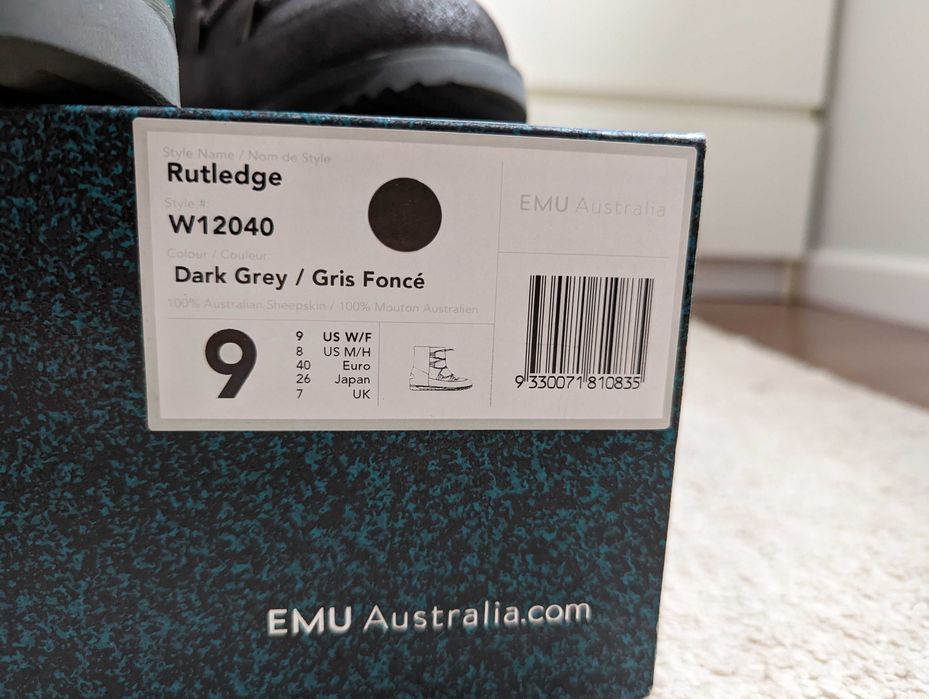 Style Name / Nom de Style
Rutledge
Style #:
W12040
Colour / Couleur:
Dark Grey / Gris Foncé
100% Australian Sheepskin / 100% Mouton Australien
9
9 US W/F
8 US M/H
40 Euro
26 Japan
7 UK
EMU Australia
9 330071 810835
EMU Australia.com